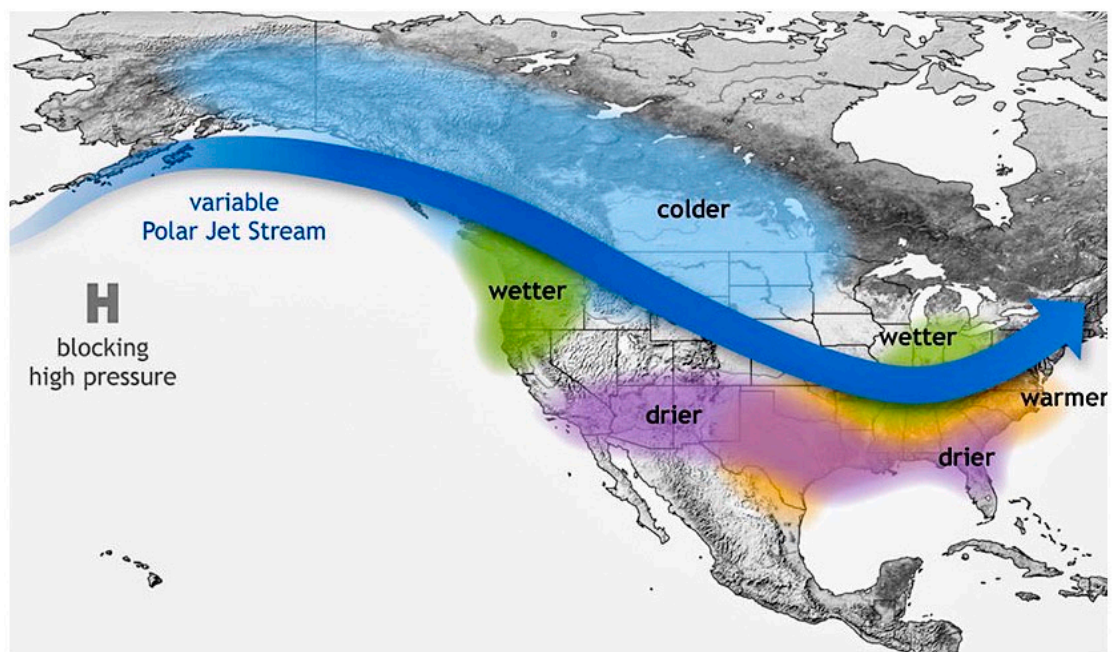 variable
Polar Jet Stream
colder
H
wetter
blocking
high pressure
wetter
warmer
drier
drier